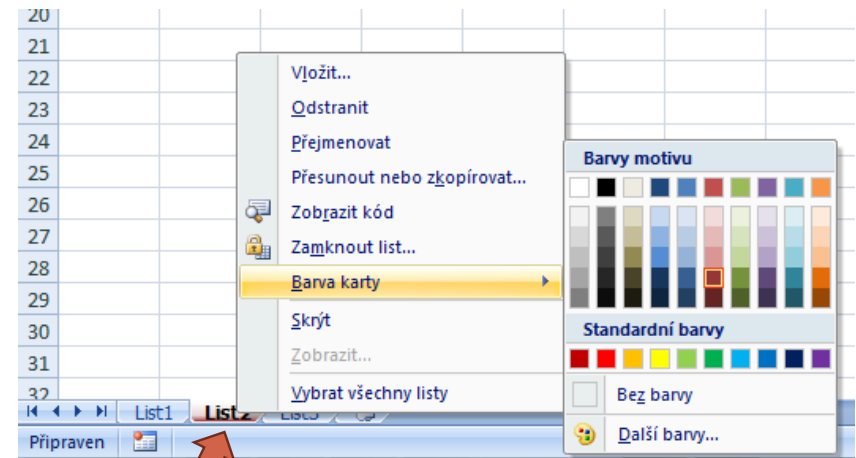 20
21
22
23
24
25
26
27
28
29
30
31
32
Vložit...
Odstranit
Přejmenovat
Přesunout nebo zkopírovat...
Zobrazit kód
Zamknout list...
Barva karty
Skrýt
Zobrazit...
Vybrat všechny listy
Barvy motivu
Standardní barvy
Bez barvy
Další barvy...
List1 List2 List3
Připraven